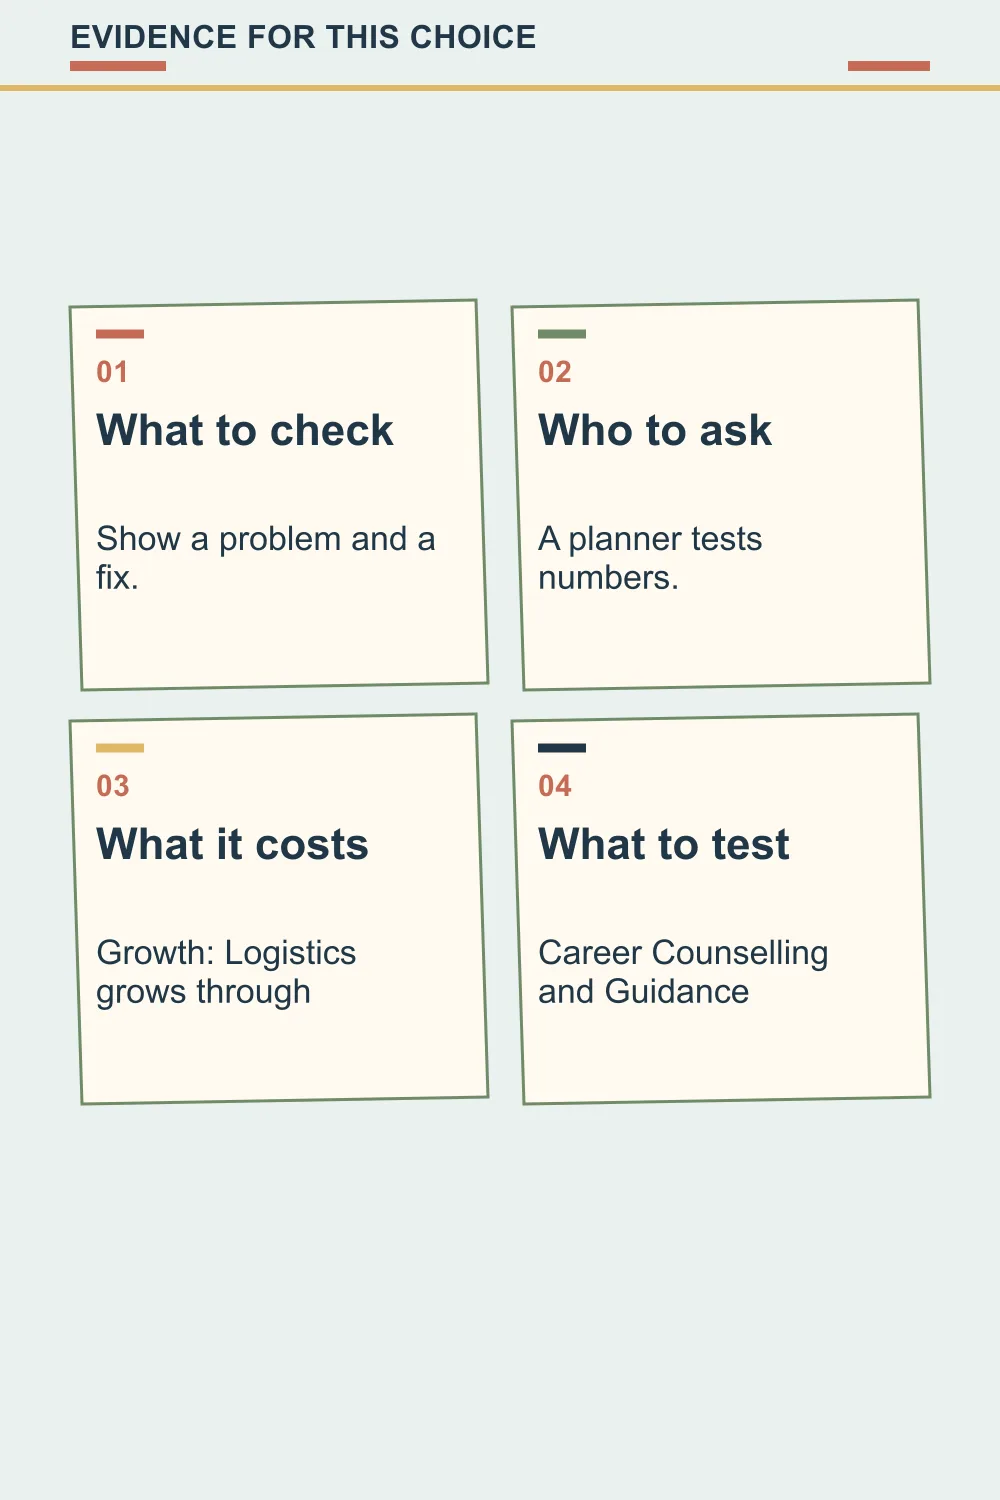 EVIDENCE FOR THIS CHOICE
01
What to check
Show a problem and a
fix.
02
Who to ask
A planner tests
numbers.
03
What it costs
Growth: Logistics
grows through
04
What to test
Career Counselling
and Guidance